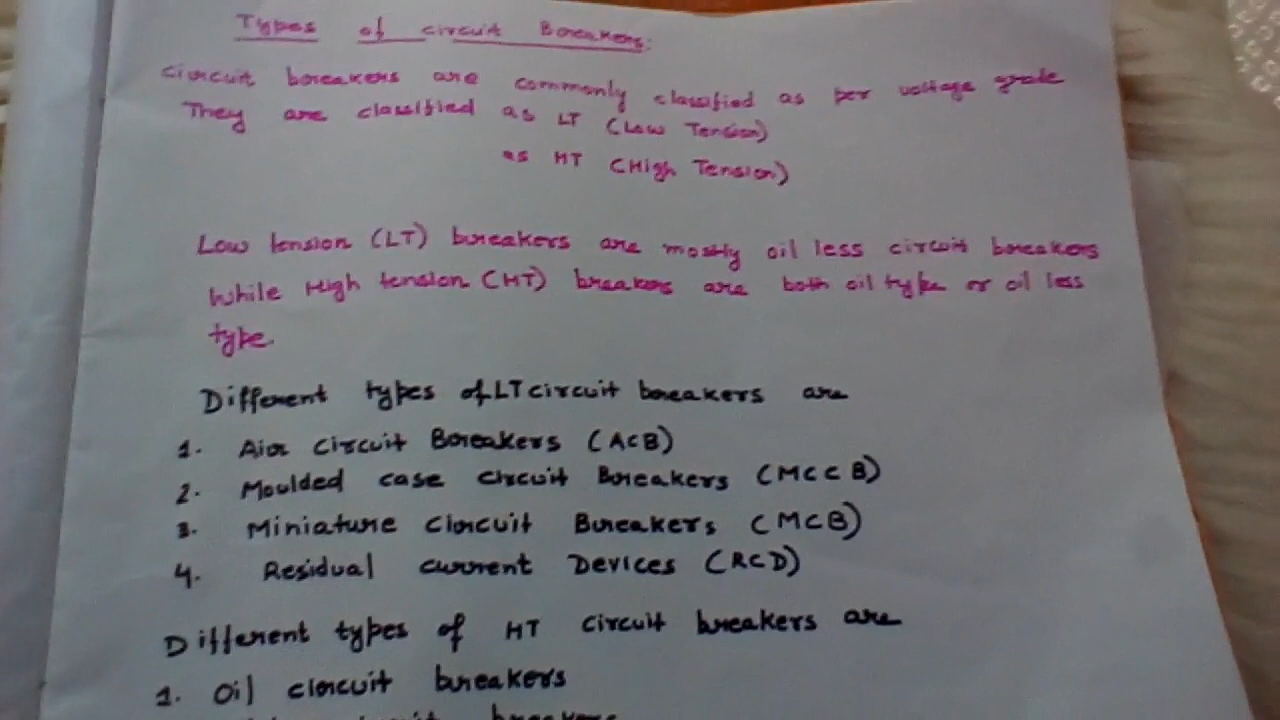 Types of circuit Breakers:
Circuit breakers are commonly classified as per voltage grade
They are classified as LT (Low Tension)
as HT (High Tension)
Low tension (LT) breakers are mostly oil less circuit breakers
While High tension (HT) breakers are both oil type or oil less
type.
Different types of LT circuit breakers are
1. Air circuit Breakers (ACB)
2. Moulded case circuit Breakers (MCCB)
3. Miniature circuit Breakers (MCB)
4. Residual current Devices (RCD)
Different types of HT circuit breakers are
1. Oil circuit breakers
breakers